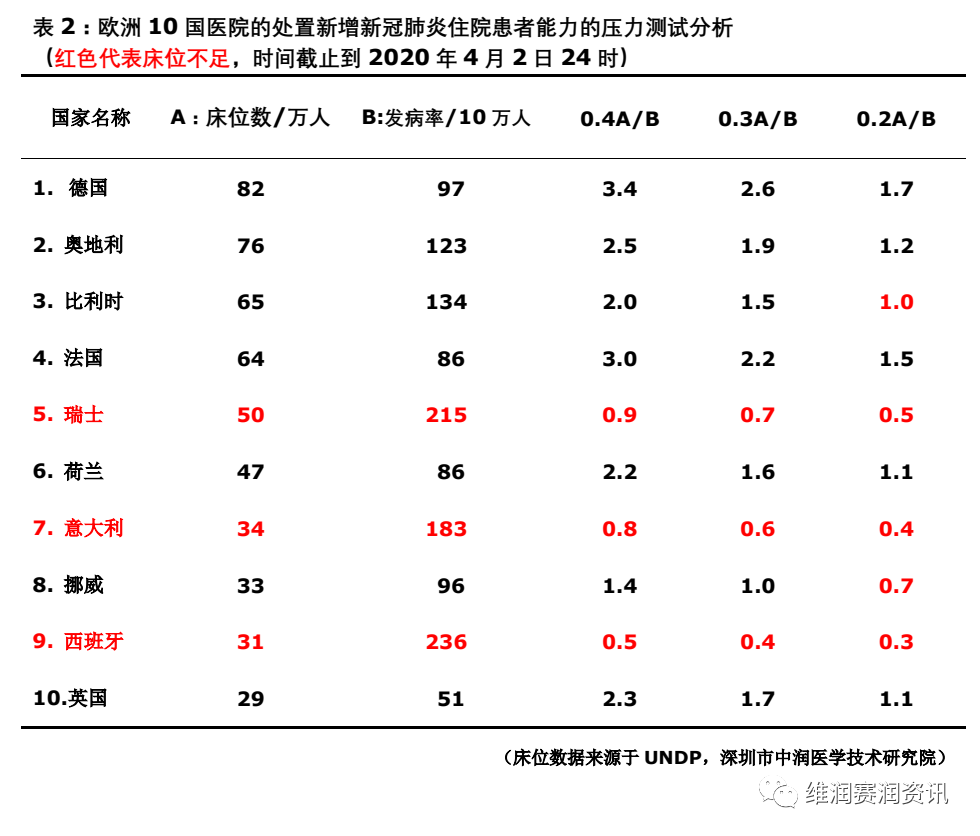 表 2：欧洲 10 国医院的处置新增新冠肺炎住院患者能力的压力测试分析
（红色代表床位不足，时间截止到 2020 年 4 月 2 日 24 时）
国家名称 A：床位数/万人 B:发病率/10 万人 0.4A/B 0.3A/B 0.2A/B
1. 德国 82 97 3.4 2.6 1.7
2. 奥地利 76 123 2.5 1.9 1.2
3. 比利时 65 134 2.0 1.5 1.0
4. 法国 64 86 3.0 2.2 1.5
5. 瑞士 50 215 0.9 0.7 0.5
6. 荷兰 47 86 2.2 1.6 1.1
7. 意大利 34 183 0.8 0.6 0.4
8. 挪威 33 96 1.4 1.0 0.7
9. 西班牙 31 236 0.5 0.4 0.3
10.英国 29 51 2.3 1.7 1.1
（床位数据来源于 UNDP，深圳市中润医学技术研究院）
维润赛润资讯